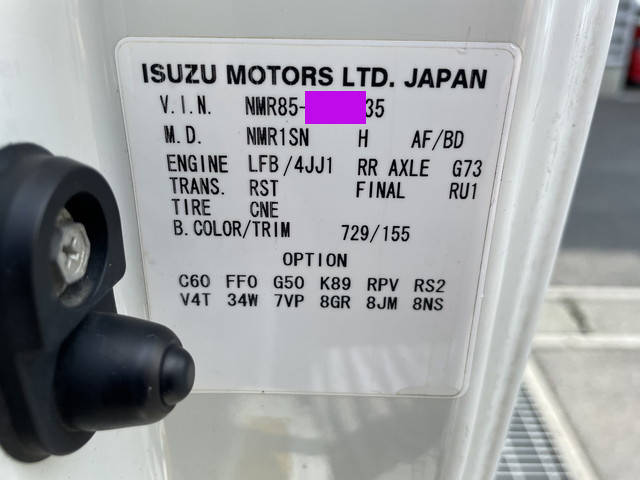 ISUZU MOTORS LTD. JAPAN
V.I.N. NMR85- 35
M.D. NMR1SN H AF/BD
ENGINE LFB/4JJ1 RR AXLE G73
TRANS. RST FINAL RU1
TIRE CNE
B.COLOR/TRIM 729/155
OPTION
C60 FF0 G50 K89 RPV RS2
V4T 34W 7VP 8GR 8JM 8NS